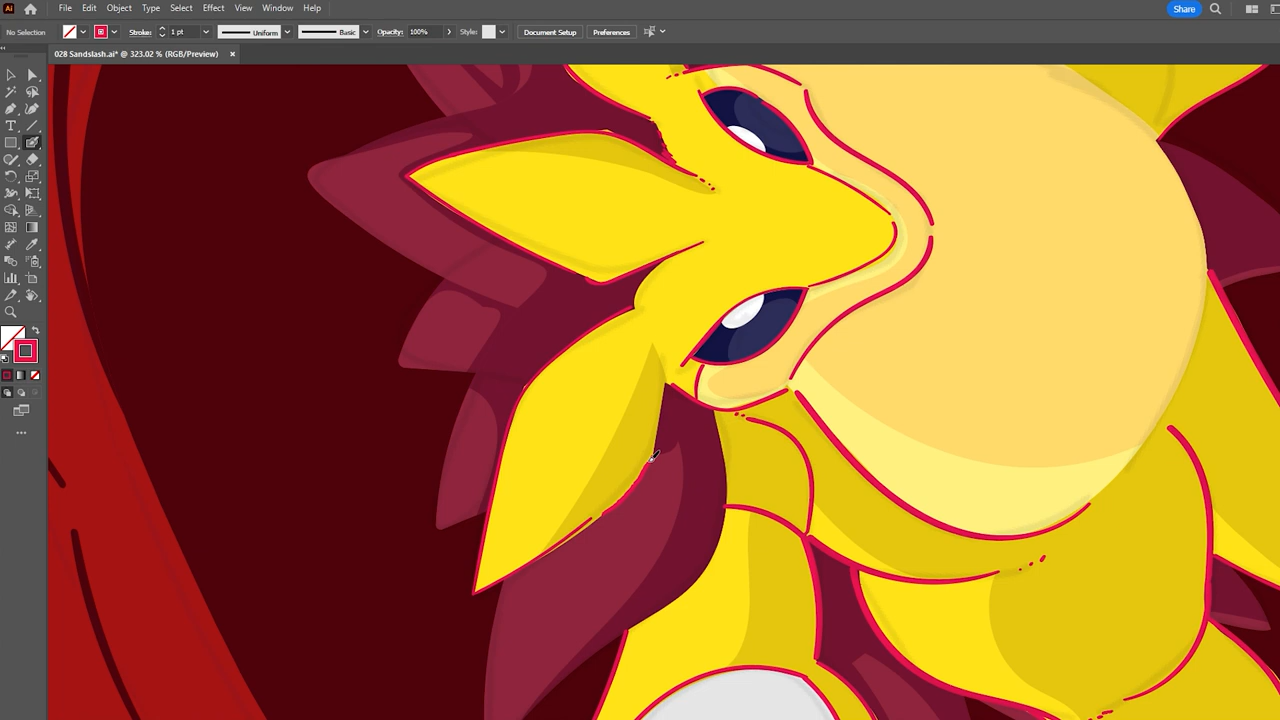 Ai File Edit Object Type Select Effect View Window Help Share
No Selection Stroke: 1 pt Uniform Basic Opacity: 100% Style: Document Setup Preferences
028 Sandslash.ai* @ 323.02 % (RGB/Preview) ×